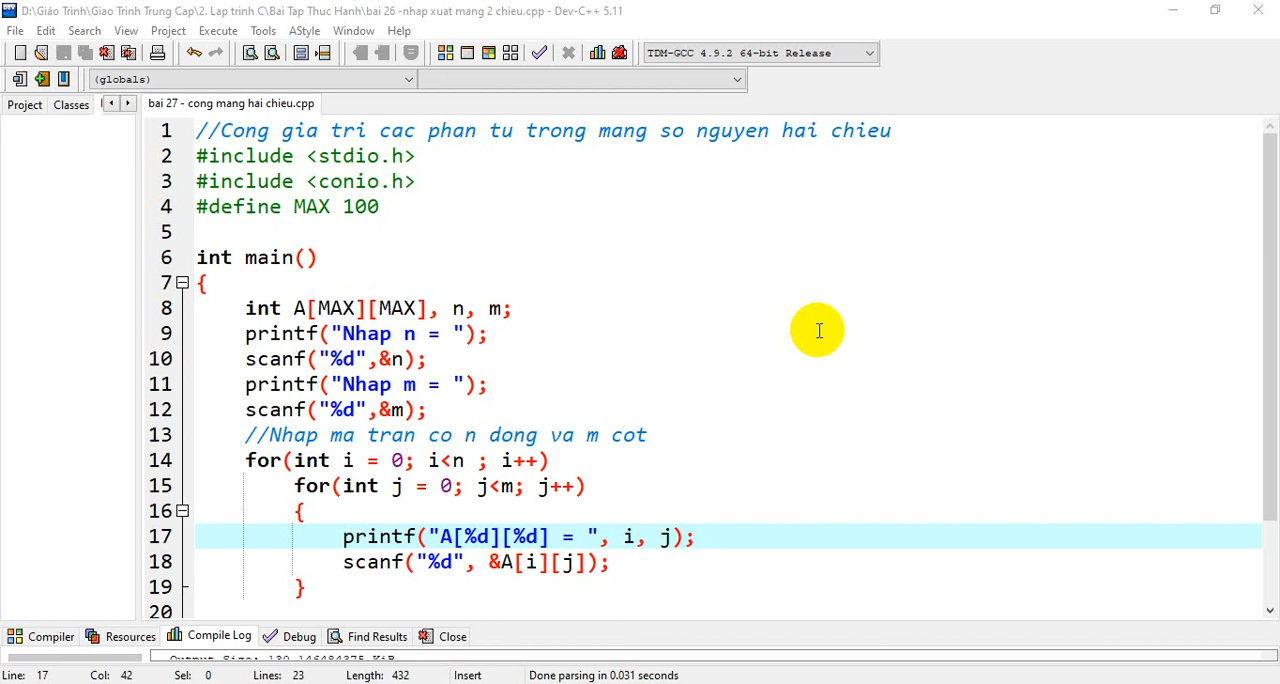 D:\Giáo Trình\Giao Trinh Trung Cap\2. Lap trinh C\Bai Tap Thuc Hanh\bai 26 -nhap xuat mang 2 chieu.cpp - Dev-C++ 5.11
File Edit Search View Project Execute Tools AStyle Window Help
TDM-GCC 4.9.2 64-bit Release
(globals)
Project Classes bai 27 - cong mang hai chieu.cpp
1 //Cong gia tri cac phan tu trong mang so nguyen hai chieu
2 #include <stdio.h>
3 #include <conio.h>
4 #define MAX 100
5
6 int main()
7 {
8 int A[MAX][MAX], n, m;
9 printf("Nhap n = ");
10 scanf("%d",&n);
11 printf("Nhap m = ");
12 scanf("%d",&m);
13 //Nhap ma tran co n dong va m cot
14 for(int i = 0; i<n ; i++)
15 for(int j = 0; j<m; j++)
16 {
17 printf("A[%d][%d] = ", i, j);
18 scanf("%d", &A[i][j]);
19 }
20
Compiler Resources Compile Log Debug Find Results Close
Output Size: 130.146484375 KiB
Line: 17 Col: 42 Sel: 0 Lines: 23 Length: 432 Insert Done parsing in 0.031 seconds